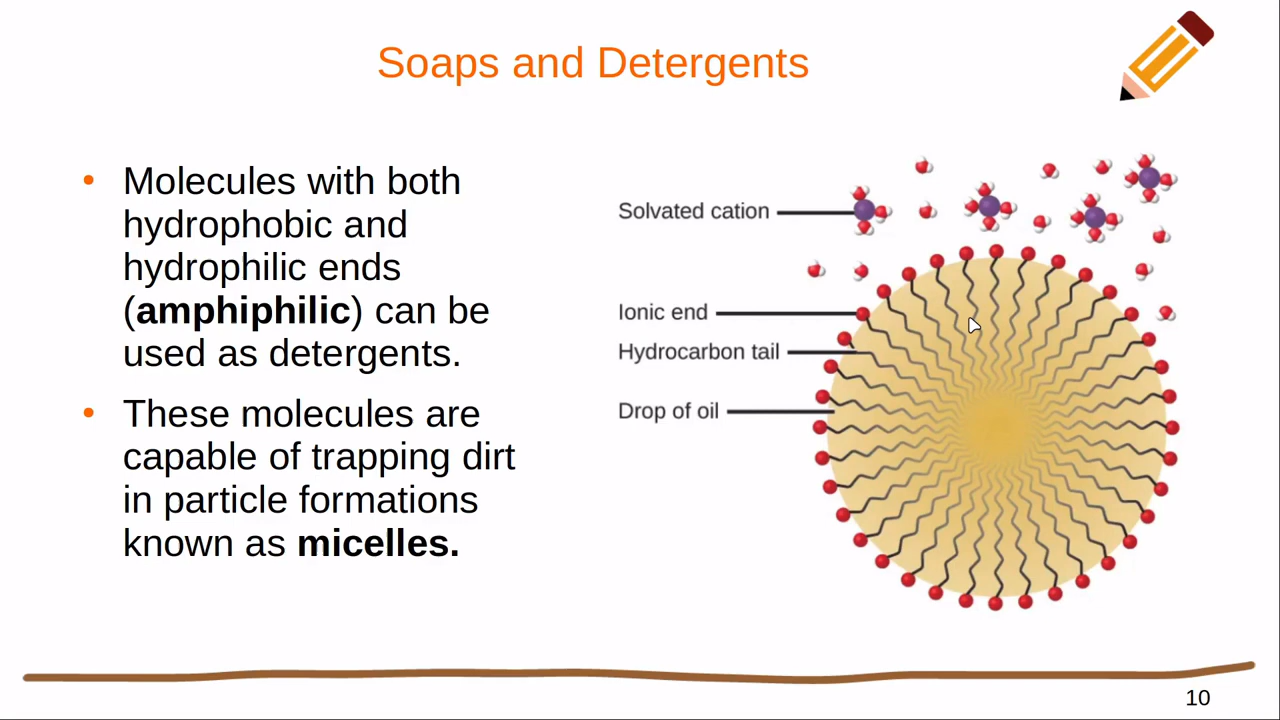 Soaps and Detergents
• Molecules with both
hydrophobic and
hydrophilic ends
(amphiphilic) can be
used as detergents.
• These molecules are
capable of trapping dirt
in particle formations
known as micelles.
Solvated cation
Ionic end
Hydrocarbon tail
Drop of oil
10